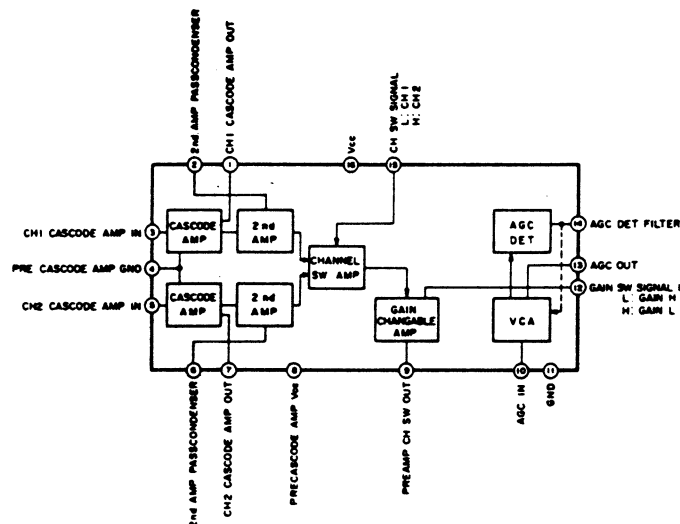 2nd AMP PASSCONDENSER
CH1 CASCODE AMP OUT
Vcc
CH SW SIGNAL
L: CH1
H: CH2
2
1
16
15
CH1 CASCODE AMP IN
3
CASCODE
AMP
2nd
AMP
AGC
DET
14
AGC DET FILTER
PRE CASCODE AMP GND
4
CHANNEL
SW AMP
13
AGC OUT
12
GAIN SW SIGNAL
L: GAIN H
H: GAIN L
CH2 CASCODE AMP IN
5
CASCODE
AMP
2nd
AMP
GAIN
CHANGABLE
AMP
VCA
6
7
8
9
10
11
2nd AMP PASSCONDENSER
CH2 CASCODE AMP OUT
PRECASCODE AMP Vcc
PREAMP CH SW OUT
AGC IN
GND